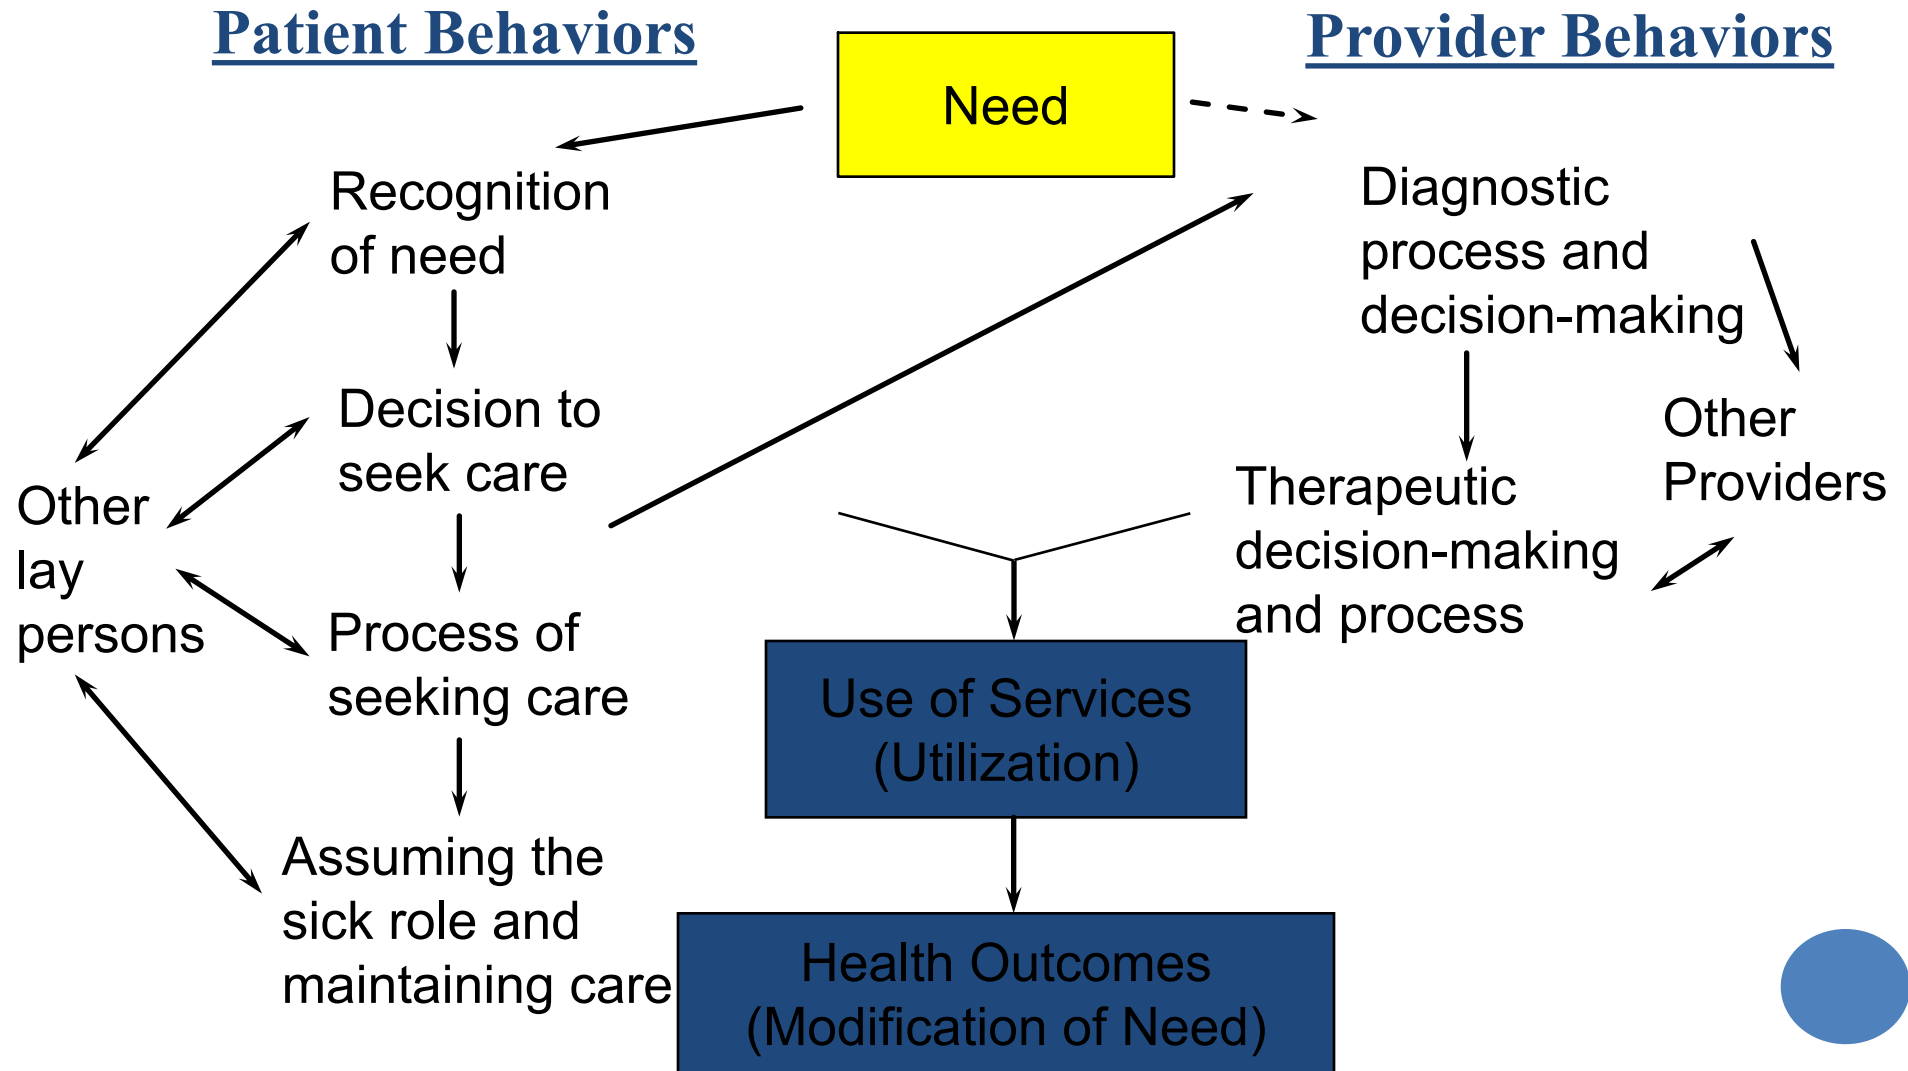 Patient Behaviors
Provider Behaviors
Need
Recognition
of need
Diagnostic
process and
decision-making
Decision to
seek care
Other
Providers
Other
lay
persons
Therapeutic
decision-making
and process
Process of
seeking care
Use of Services
(Utilization)
Assuming the
sick role and
maintaining care
Health Outcomes
(Modification of Need)